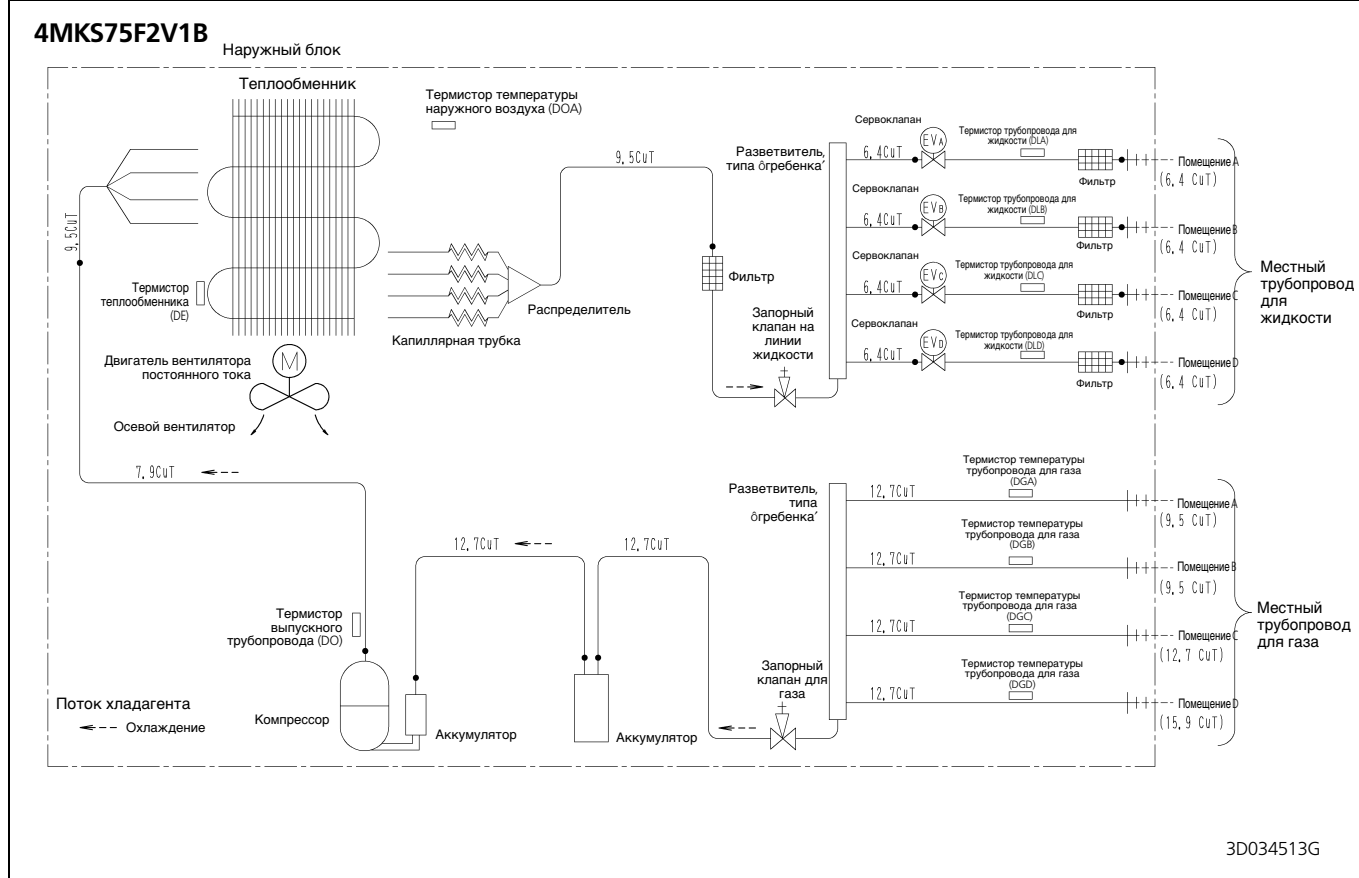 4MKS75F2V1B
Наружный блок
Теплообменник
Термистор температуры
наружного воздуха (DOA)
9,5CuT
9,5CuT
Термистор
теплообменника
(DE)
Капиллярная трубка
Распределитель
Фильтр
Запорный
клапан на
линии
жидкости
Двигатель вентилятора
постоянного тока
M
Осевой вентилятор
Разветвитель,
типа ôгребенка′
Сервоклапан
6,4CuT
EVA
Термистор трубопровода для
жидкости (DLA)
Фильтр
Помещение A
(6,4 CuT)
Сервоклапан
6,4CuT
EVB
Термистор трубопровода для
жидкости (DLB)
Фильтр
Помещение B
(6,4 CuT)
Сервоклапан
6,4CuT
EVC
Термистор трубопровода для
жидкости (DLC)
Фильтр
Помещение C
(6,4 CuT)
Сервоклапан
6,4CuT
EVD
Термистор трубопровода для
жидкости (DLD)
Фильтр
Помещение D
(6,4 CuT)
Местный
трубопровод
для
жидкости
7,9CuT
Термистор
выпускного
трубопровода (DO)
Компрессор
Аккумулятор
12,7CuT
Аккумулятор
12,7CuT
Запорный
клапан для
газа
Разветвитель,
типа
ôгребенка′
12,7CuT
Термистор температуры
трубопровода для газа
(DGA)
Помещение A
(9,5 CuT)
12,7CuT
Термистор температуры
трубопровода для газа
(DGB)
Помещение B
(9,5 CuT)
12,7CuT
Термистор температуры
трубопровода для газа
(DGC)
Помещение C
(12,7 CuT)
12,7CuT
Термистор температуры
трубопровода для газа
(DGD)
Помещение D
(15,9 CuT)
Местный
трубопровод
для газа
Поток хладагента
Охлаждение
3D034513G